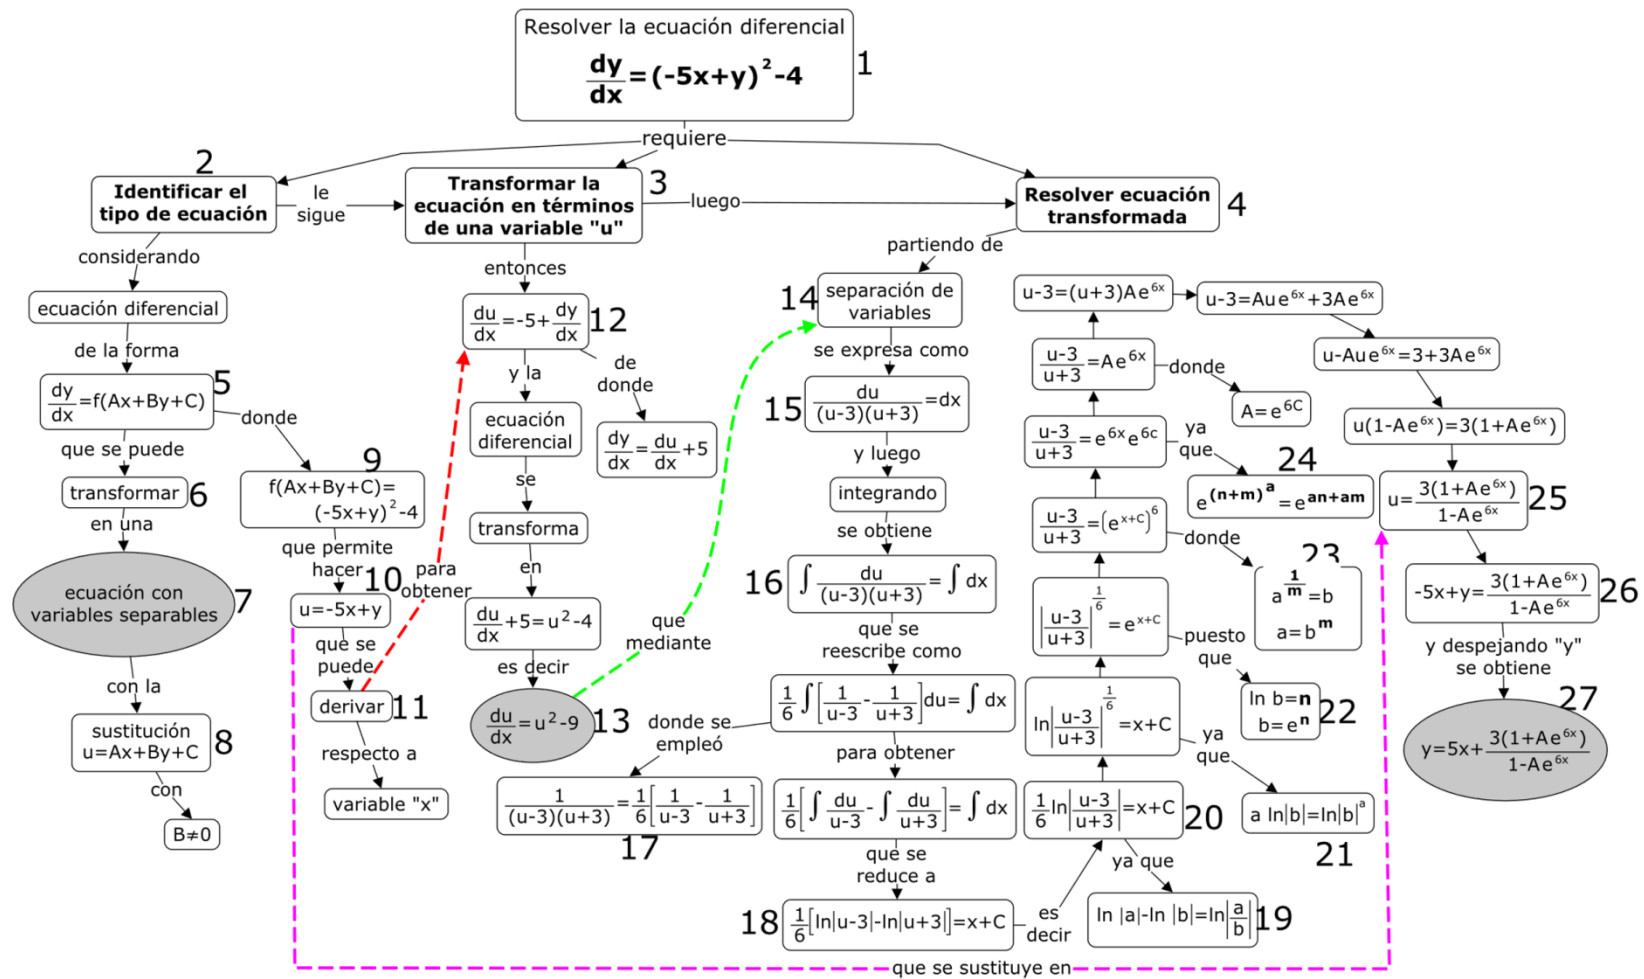 Resolver la ecuación diferencial
dy/dx=(-5x+y)²-4
1
requiere
2
Identificar el
tipo de ecuación
le
sigue
3
Transformar la
ecuación en términos
de una variable "u"
luego
Resolver ecuación
transformada
4
considerando
ecuación diferencial
de la forma
5
dy/dx=f(Ax+By+C)
donde
que se puede
transformar
6
en una
ecuación con
variables separables
7
con la
sustitución
u=Ax+By+C
8
con
B≠0
9
f(Ax+By+C)=
(-5x+y)²-4
que permite
hacer
10
u=-5x+y
que se
puede
derivar
11
respecto a
variable "x"
para
obtener
entonces
du/dx=-5+dy/dx
12
de
donde
dy/dx=du/dx+5
y la
ecuación
diferencial
se
transforma
en
du/dx+5=u²-4
es decir
du/dx=u²-9
13
que
mediante
partiendo de
14
separación de
variables
se expresa como
15
du/((u-3)(u+3))=dx
y luego
integrando
se obtiene
16
∫du/((u-3)(u+3))=∫dx
que se
reescribe como
1/6∫[1/(u-3)-1/(u+3)]du=∫dx
donde se
empleó
1/((u-3)(u+3))=1/6[1/(u-3)-1/(u+3)]
17
para obtener
1/6[∫du/(u-3)-∫du/(u+3)]=∫dx
que se
reduce a
18
1/6[ln|u-3|-ln|u+3|]=x+C
es
decir
1/6 ln|(u-3)/(u+3)|=x+C
20
ya que
ln |a|-ln |b|=ln|a/b|
19
ln|(u-3)/(u+3)|^(1/6)=x+C
ya
que
a ln|b|=ln|b|^a
21
|(u-3)/(u+3)|^(1/6)=e^(x+C)
puesto
que
ln b=n
b=e^n
22
(u-3)/(u+3)=(e^(x+C))^6
donde
23
a^(1/m)=b
a=b^m
(u-3)/(u+3)=e^(6x)e^(6c)
ya
que
24
e^((n+m)^a)=e^(an+am)
(u-3)/(u+3)=Ae^(6x)
donde
A=e^(6C)
u-3=(u+3)Ae^(6x)
u-3=Aue^(6x)+3Ae^(6x)
u-Aue^(6x)=3+3Ae^(6x)
u(1-Ae^(6x))=3(1+Ae^(6x))
u=3(1+Ae^(6x))/(1-Ae^(6x))
25
-5x+y=3(1+Ae^(6x))/(1-Ae^(6x))
26
y despejando "y"
se obtiene
27
y=5x+3(1+Ae^(6x))/(1-Ae^(6x))
que se sustituye en